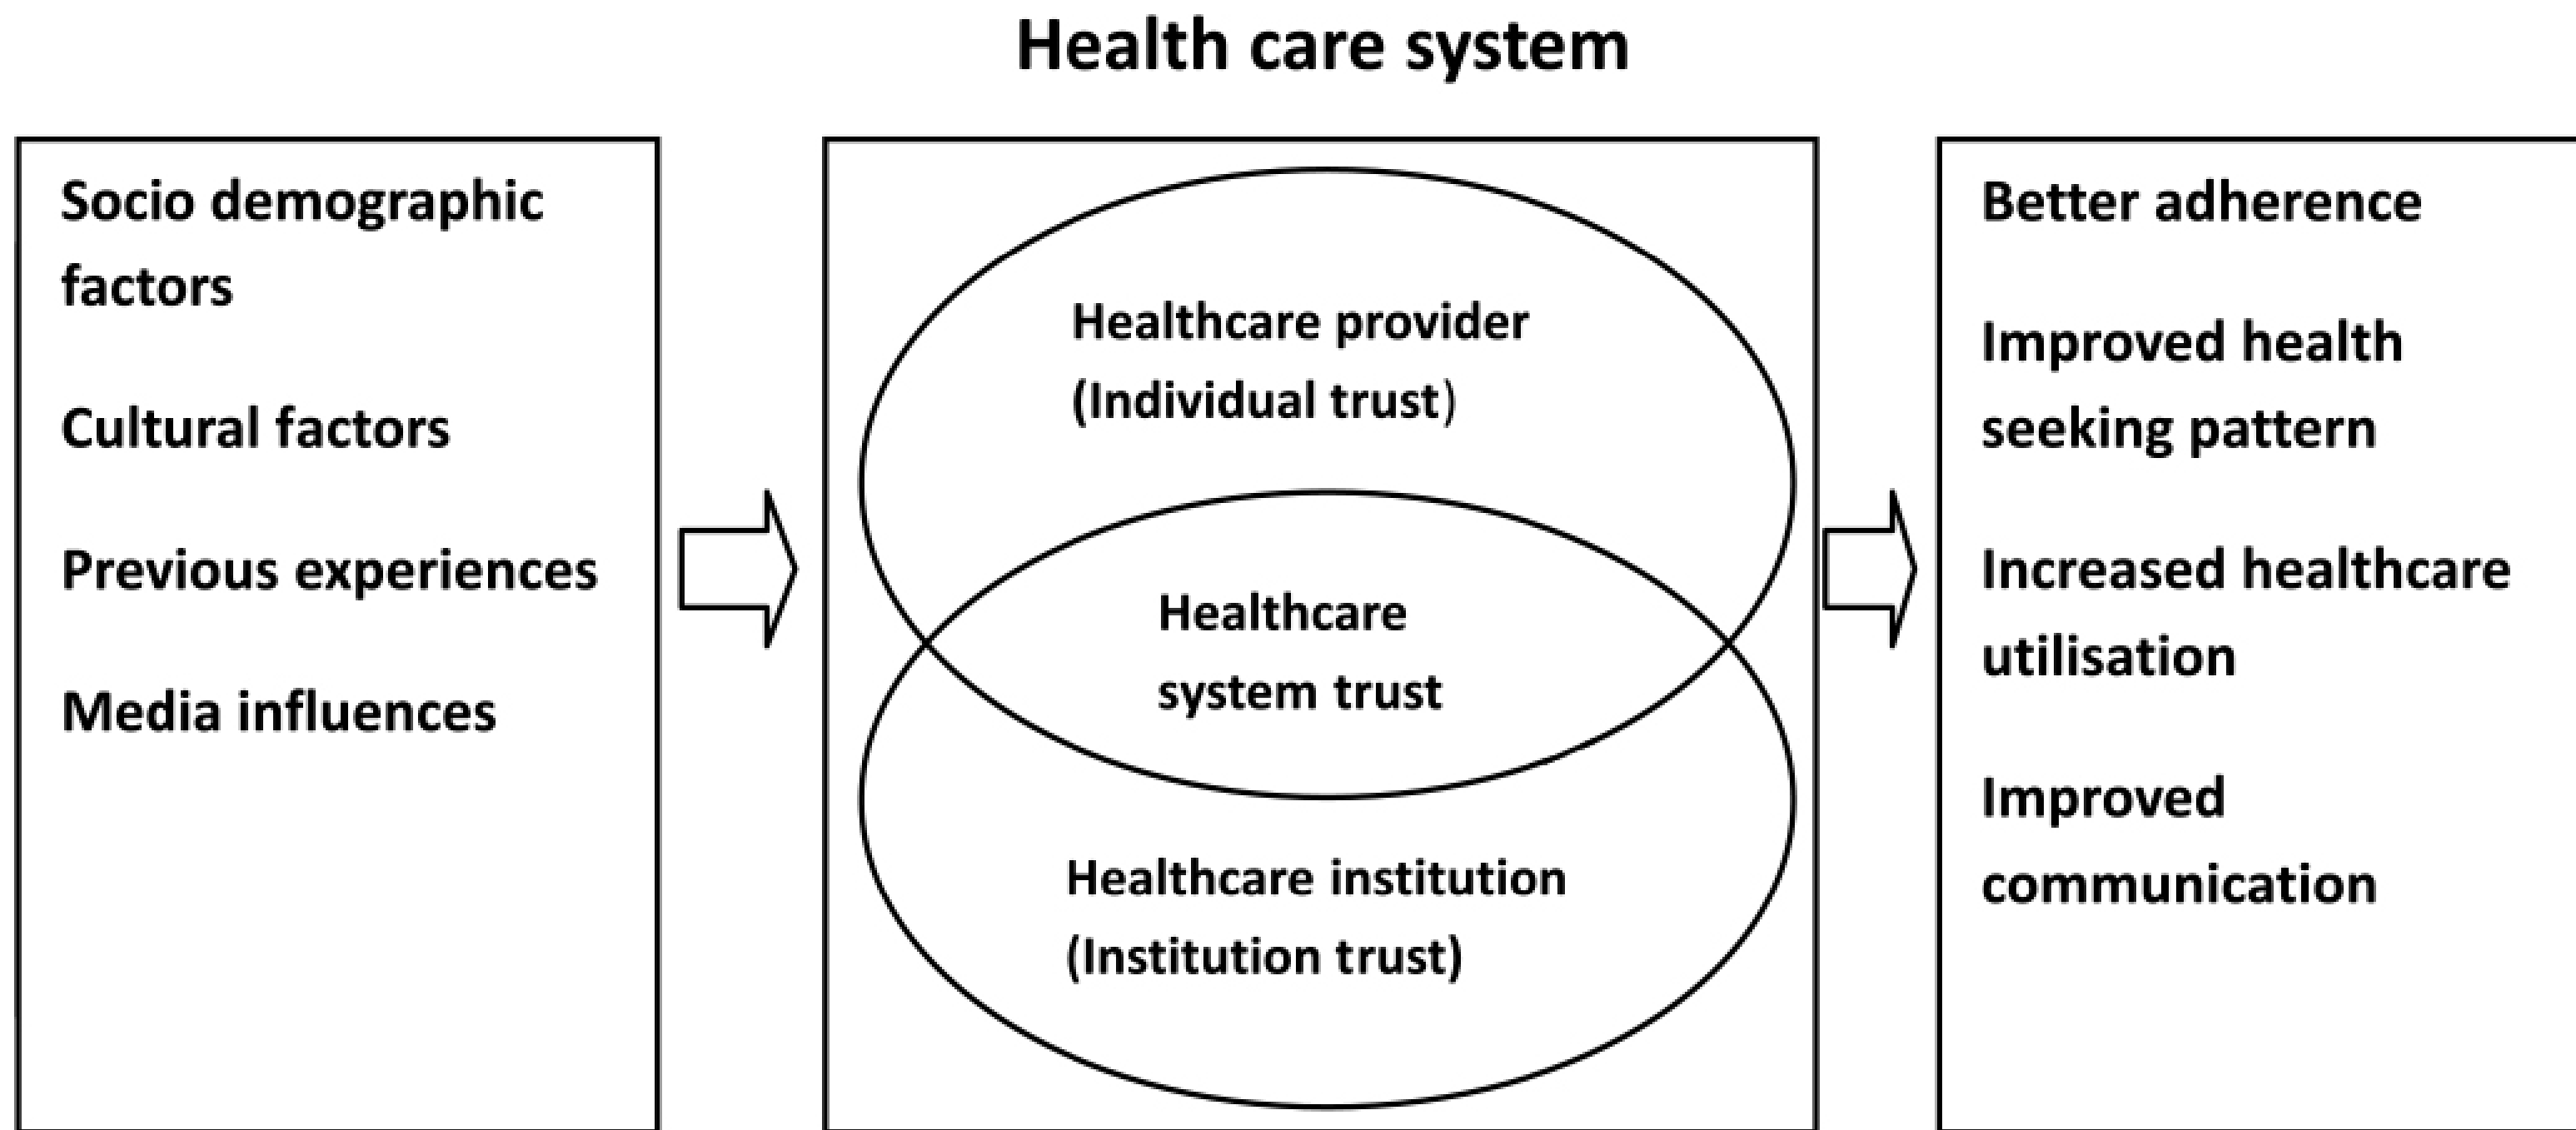 Health care system
Socio demographic
factors
Cultural factors
Previous experiences
Media influences
Healthcare provider
(Individual trust)
Healthcare
system trust
Healthcare institution
(Institution trust)
Better adherence
Improved health
seeking pattern
Increased healthcare
utilisation
Improved
communication